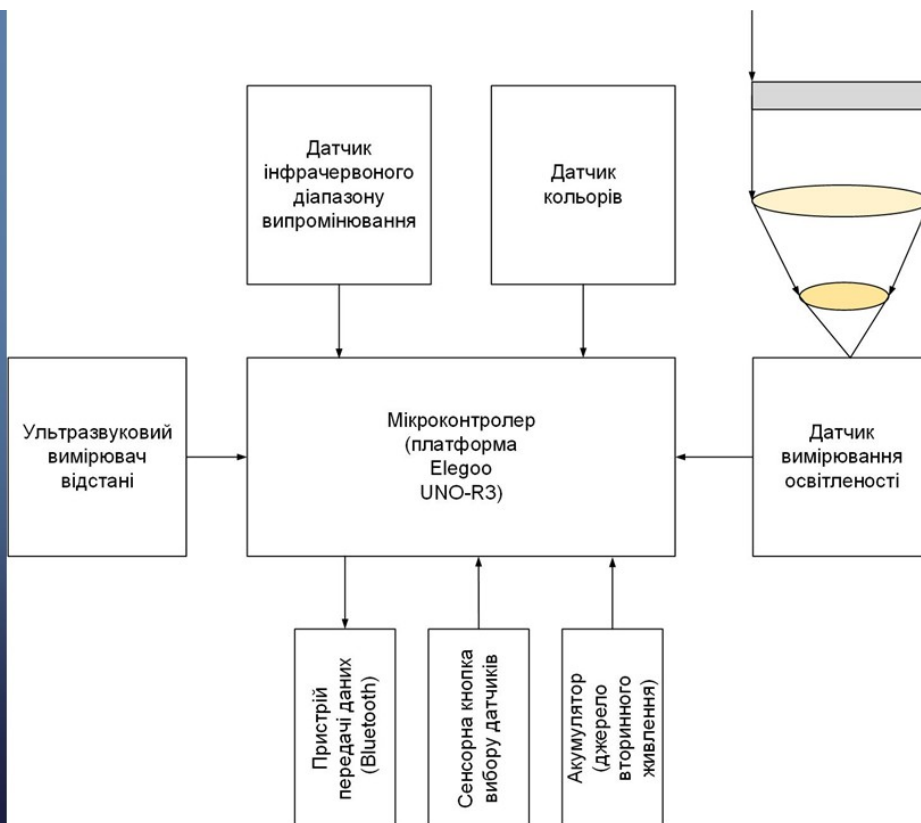 Датчик
інфрачервоного
діапазону
випромінювання
Датчик
кольорів
Ультразвуковий
вимірювач
відстані
Мікроконтролер
(платформа
Elegoo
UNO-R3)
Датчик
вимірювання
освітленості
Пристрій
передачі даних
(Bluetooth)
Сенсорна кнопка
вибору датчиків
Акумулятор
(джерело
вторинного
живлення)